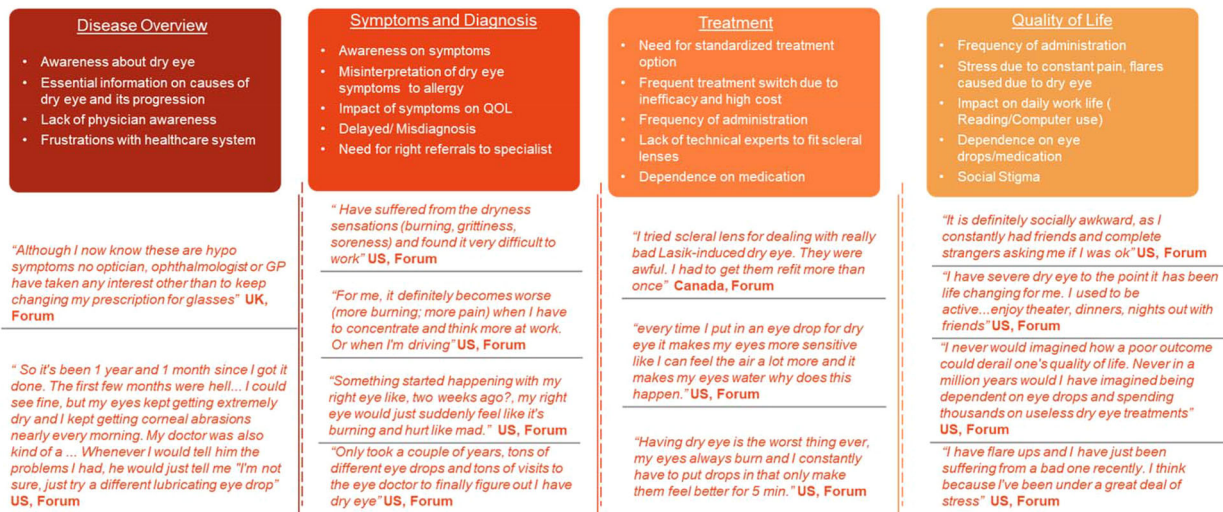 Disease Overview
• Awareness about dry eye
• Essential information on causes of
dry eye and its progression
• Lack of physician awareness
• Frustrations with healthcare system
“Although I now know these are hypo
symptoms no optician, ophthalmologist or GP
have taken any interest other than to keep
changing my prescription for glasses” UK,
Forum
“ So it's been 1 year and 1 month since I got it
done. The first few months were hell... I could
see fine, but my eyes kept getting extremely
dry and I kept getting corneal abrasions
nearly every morning. My doctor was also
kind of a ... Whenever I would tell him the
problems I had, he would just tell me "I'm not
sure, just try a different lubricating eye drop”
US, Forum
Symptoms and Diagnosis
• Awareness on symptoms
• Misinterpretation of dry eye
symptoms to allergy
• Impact of symptoms on QOL
• Delayed/ Misdiagnosis
• Need for right referrals to specialist
“ Have suffered from the dryness
sensations (burning, grittiness,
soreness) and found it very difficult to
work” US, Forum
“For me, it definitely becomes worse
(more burning; more pain) when I have
to concentrate and think more at work.
Or when I'm driving” US, Forum
“Something started happening with my
right eye like, two weeks ago?, my right
eye would just suddenly feel like it's
burning and hurt like mad.” US, Forum
“Only took a couple of years, tons of
different eye drops and tons of visits to
the eye doctor to finally figure out I have
dry eye” US, Forum
Treatment
• Need for standardized treatment
option
• Frequent treatment switch due to
inefficacy and high cost
• Frequency of administration
• Lack of technical experts to fit scleral
lenses
• Dependence on medication
“I tried scleral lens for dealing with really
bad Lasik-induced dry eye. They were
awful. I had to get them refit more than
once” Canada, Forum
“every time I put in an eye drop for dry
eye it makes my eyes more sensitive
like I can feel the air a lot more and it
makes my eyes water why does this
happen.” US, Forum
“Having dry eye is the worst thing ever,
my eyes always burn and I constantly
have to put drops in that only make
them feel better for 5 min.” US, Forum
Quality of Life
• Frequency of administration
• Stress due to constant pain, flares
caused due to dry eye
• Impact on daily work life (
Reading/Computer use)
• Dependence on eye
drops/medication
• Social Stigma
“It is definitely socially awkward, as I
constantly had friends and complete
strangers asking me if I was ok” US, Forum
“I have severe dry eye to the point it has been
life changing for me. I used to be
active...enjoy theater, dinners, nights out with
friends” US, Forum
“I never would imagined how a poor outcome
could derail one's quality of life. Never in a
million years would I have imagined being
dependent on eye drops and spending
thousands on useless dry eye treatments”
US, Forum
“I have flare ups and I have just been
suffering from a bad one recently. I think
because I've been under a great deal of
stress” US, Forum